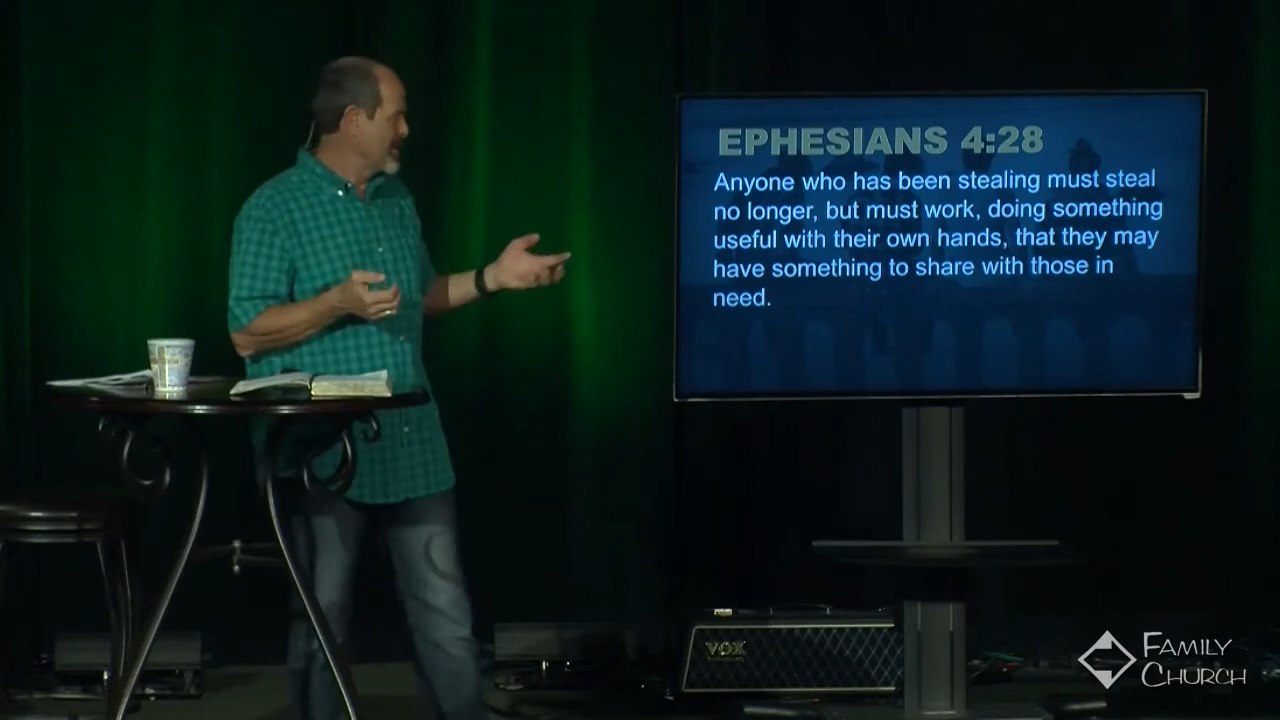 EPHESIANS 4:28
Anyone who has been stealing must steal
no longer, but must work, doing something
useful with their own hands, that they may
have something to share with those in
need.
VOX
FAMILY
CHURCH